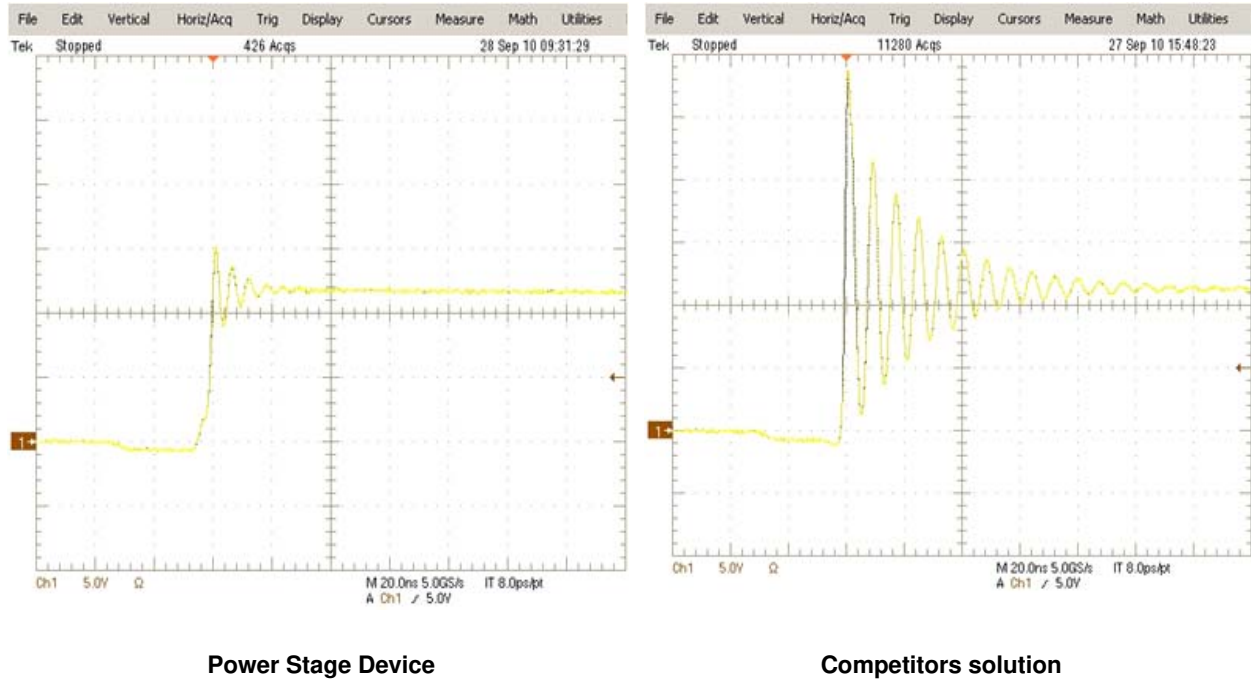 File Edit Vertical Horiz/Acq Trig Display Cursors Measure Math Utilities
Tek Stopped 426 Acqs 28 Sep 10 09:31:29
1
Ch1 5.0V Ω M 20.0ns 5.0GS/s IT 8.0ps/pt
A Ch1 / 5.0V
Power Stage Device
File Edit Vertical Horiz/Acq Trig Display Cursors Measure Math Utilities
Tek Stopped 11280 Acqs 27 Sep 10 15:48:23
1
Ch1 5.0V Ω M 20.0ns 5.0GS/s IT 8.0ps/pt
A Ch1 / 5.0V
Competitors solution